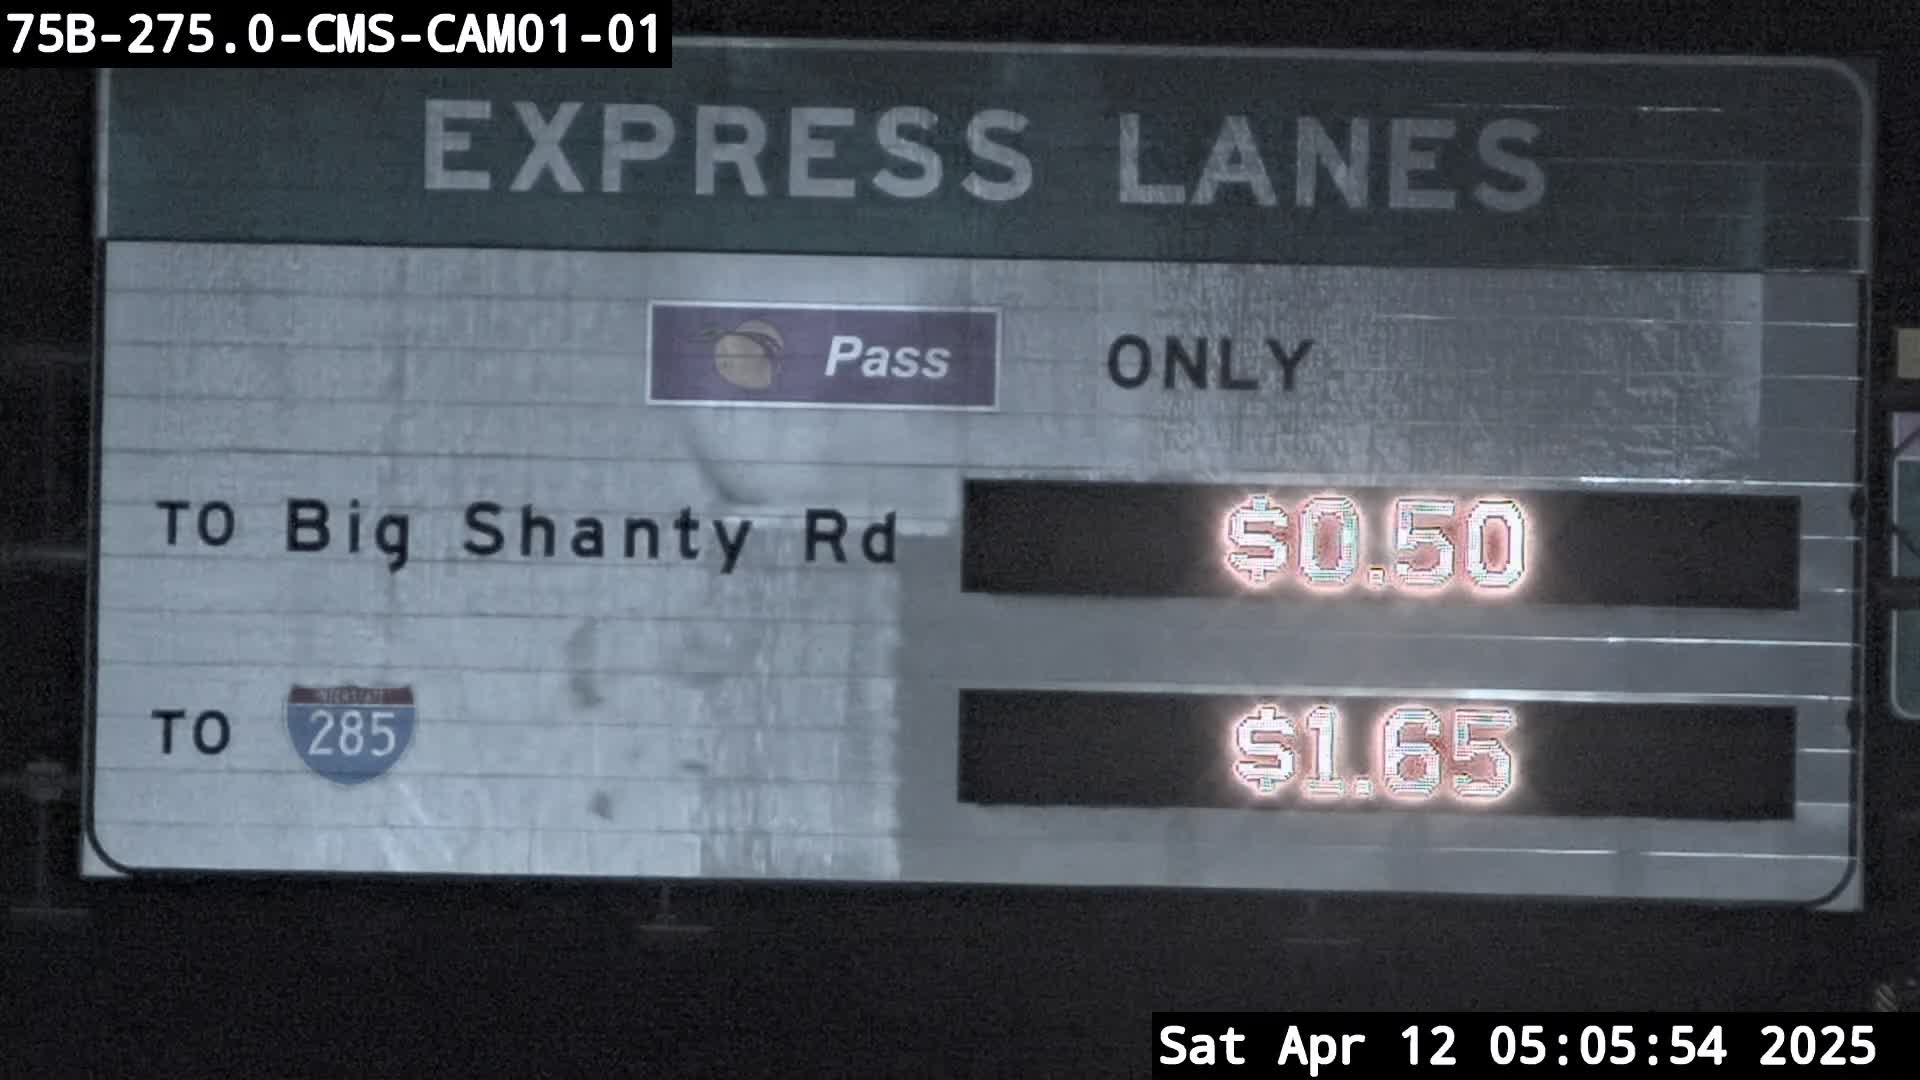 75B-275.0-CMS-CAM01-01
EXPRESS LANES
Pass ONLY
TO Big Shanty Rd $0.50
INTERSTATE
TO 285 $1.65
Sat Apr 12 05:05:54 2025